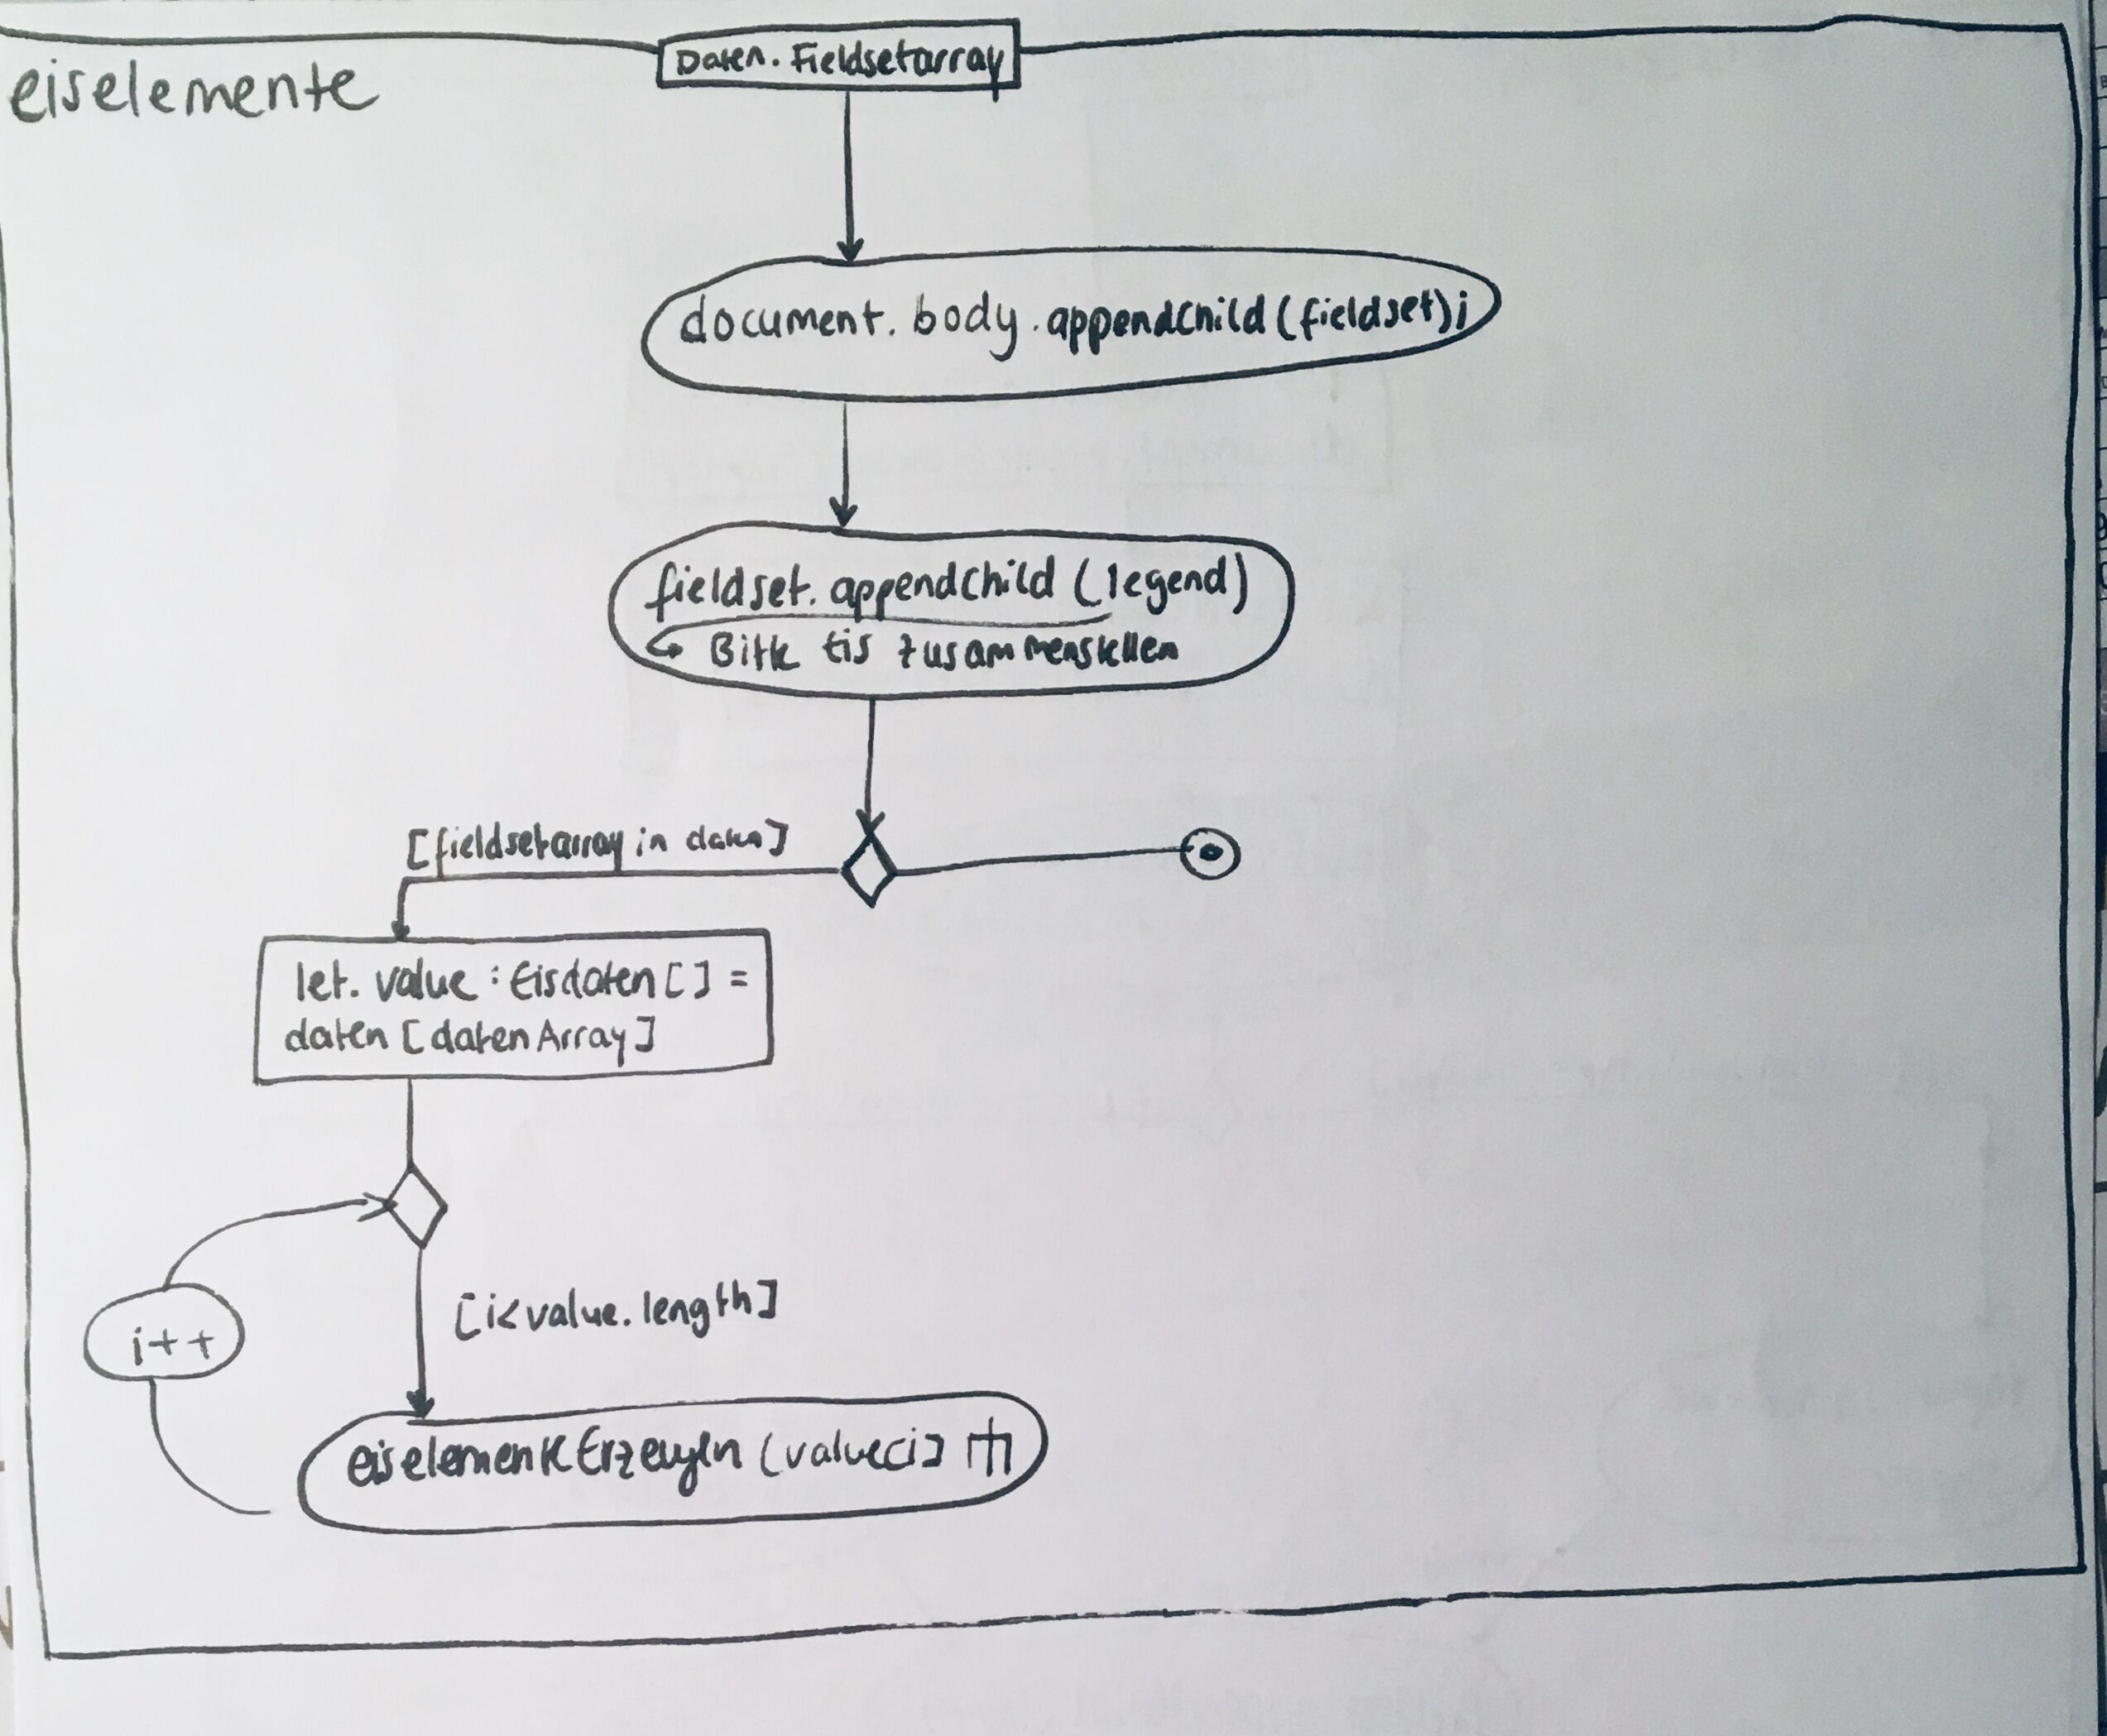 eiselemente
Daten.Fieldsetarray
document.body.appendChild(fieldset);
fieldset.appendChild(legend)
Bitte Eis zusammenstellen
[fieldsetarray in daten]
let. value : Eisdaten[] =
daten[datenArray]
i++
[i<value.length]
eiselementeErzeugen(value[i]